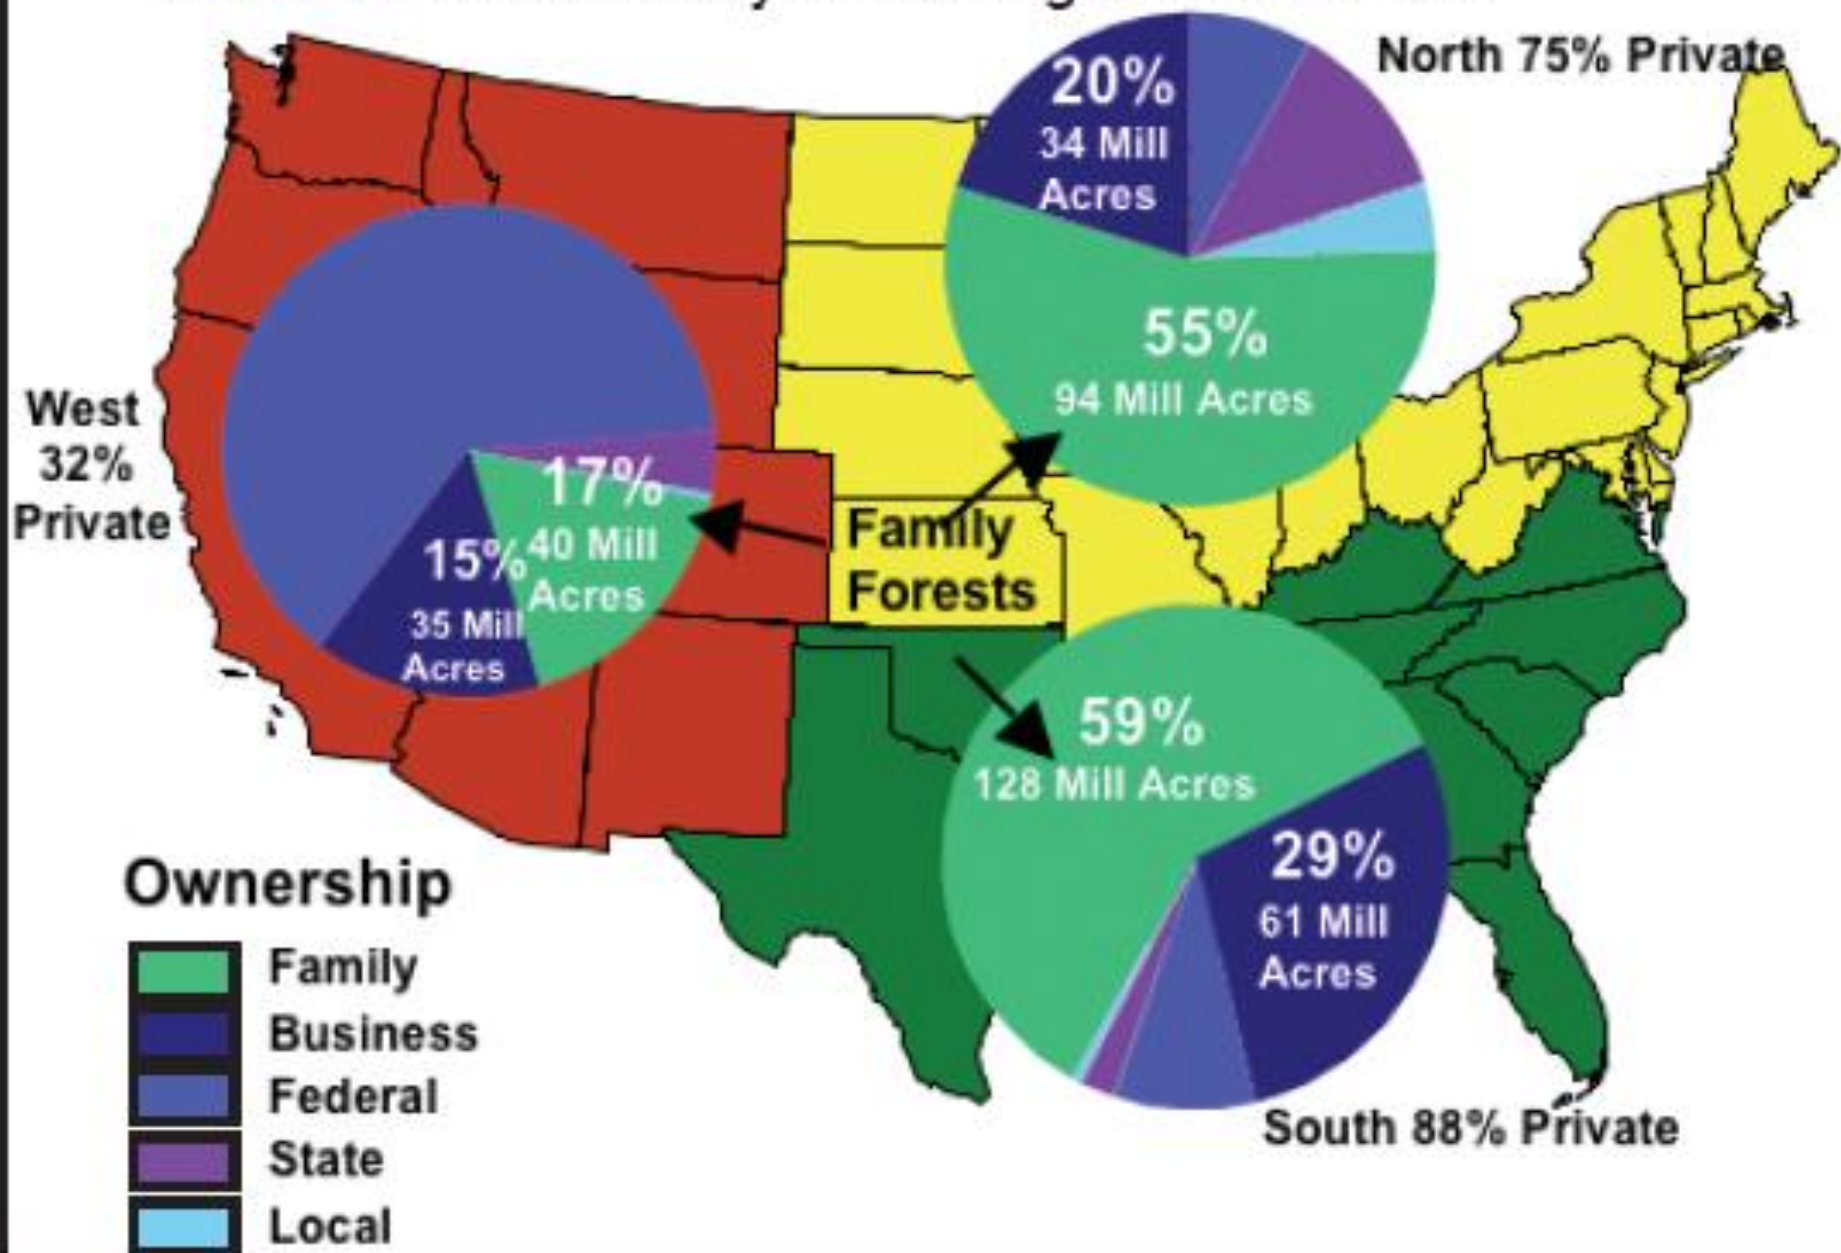 North 75% Private
20%
34 Mill
Acres
55%
94 Mill Acres
West
32%
Private
17%
40 Mill
Acres
15%
35 Mill
Acres
Family
Forests
59%
128 Mill Acres
29%
61 Mill
Acres
South 88% Private
Ownership
Family
Business
Federal
State
Local